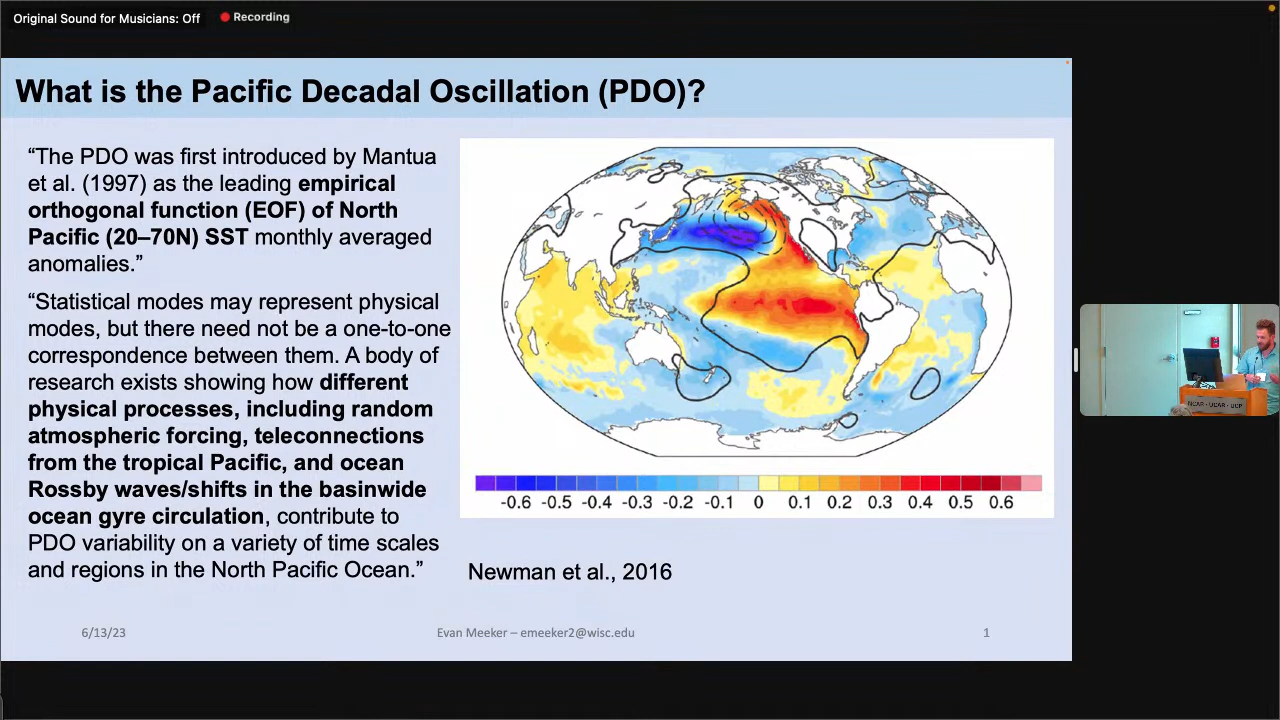 Original Sound for Musicians: Off
Recording
What is the Pacific Decadal Oscillation (PDO)?
“The PDO was first introduced by Mantua
et al. (1997) as the leading empirical
orthogonal function (EOF) of North
Pacific (20–70N) SST monthly averaged
anomalies.”
“Statistical modes may represent physical
modes, but there need not be a one-to-one
correspondence between them. A body of
research exists showing how different
physical processes, including random
atmospheric forcing, teleconnections
from the tropical Pacific, and ocean
Rossby waves/shifts in the basinwide
ocean gyre circulation, contribute to
PDO variability on a variety of time scales
and regions in the North Pacific Ocean.”
-0.6 -0.5 -0.4 -0.3 -0.2 -0.1 0 0.1 0.2 0.3 0.4 0.5 0.6
Newman et al., 2016
6/13/23
Evan Meeker – emeeker2@wisc.edu
1
NCAR - UCAR - UCP